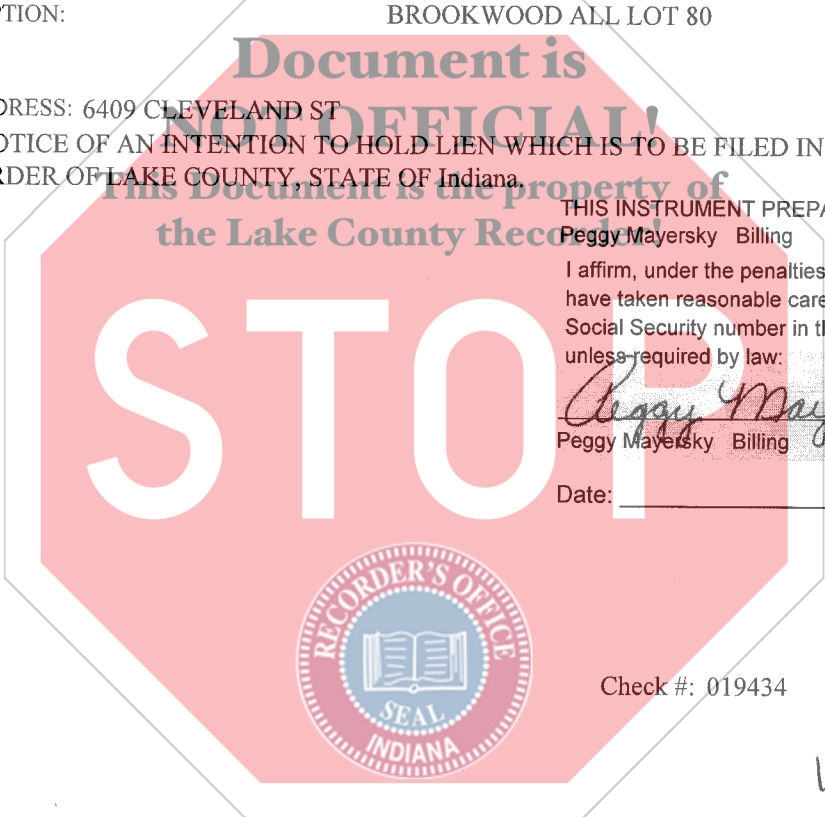 PTION: BROOKWOOD ALL LOT 80
Document is
DRESS: 6409 CLEVELAND ST
NOT OFFICIAL!
OTICE OF AN INTENTION TO HOLD LIEN WHICH IS TO BE FILED IN
RDER OF LAKE COUNTY, STATE OF Indiana.
This Document is the property of
the Lake County Recorder!
THIS INSTRUMENT PREPA
Peggy Mayersky Billing
I affirm, under the penalties
have taken reasonable care
Social Security number in th
unless required by law:
Peggy May
Peggy Mayersky Billing
Date:
STOP
RECORDER'S OFFICE
SEAL
INDIANA
Check #: 019434